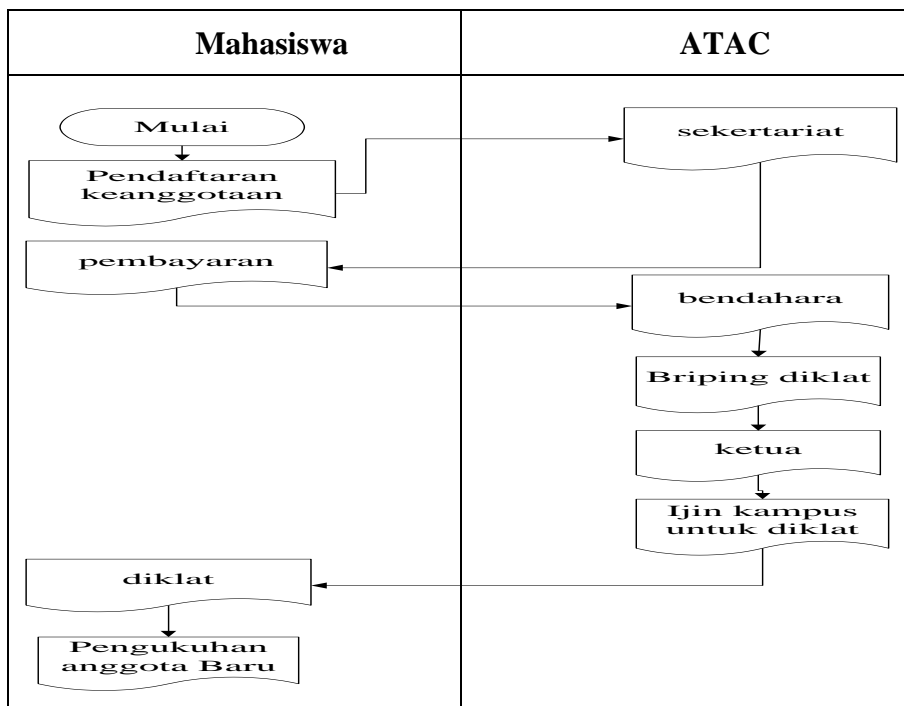 Mahasiswa
ATAC
Mulai
sekertariat
Pendaftaran
keanggotaan
pembayaran
bendahara
Briping diklat
ketua
Ijin kampus
untuk diklat
diklat
Pengukuhan
anggota Baru